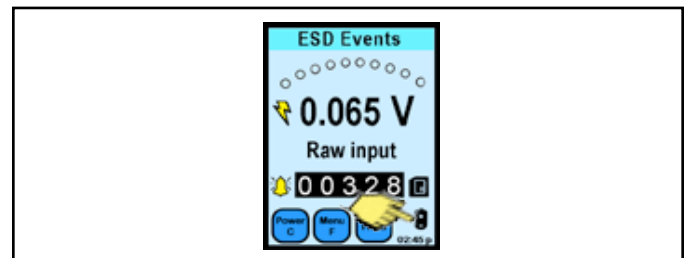 ESD Events
0.065 V
Raw input
00328
Power Menu
C F
02:45 p